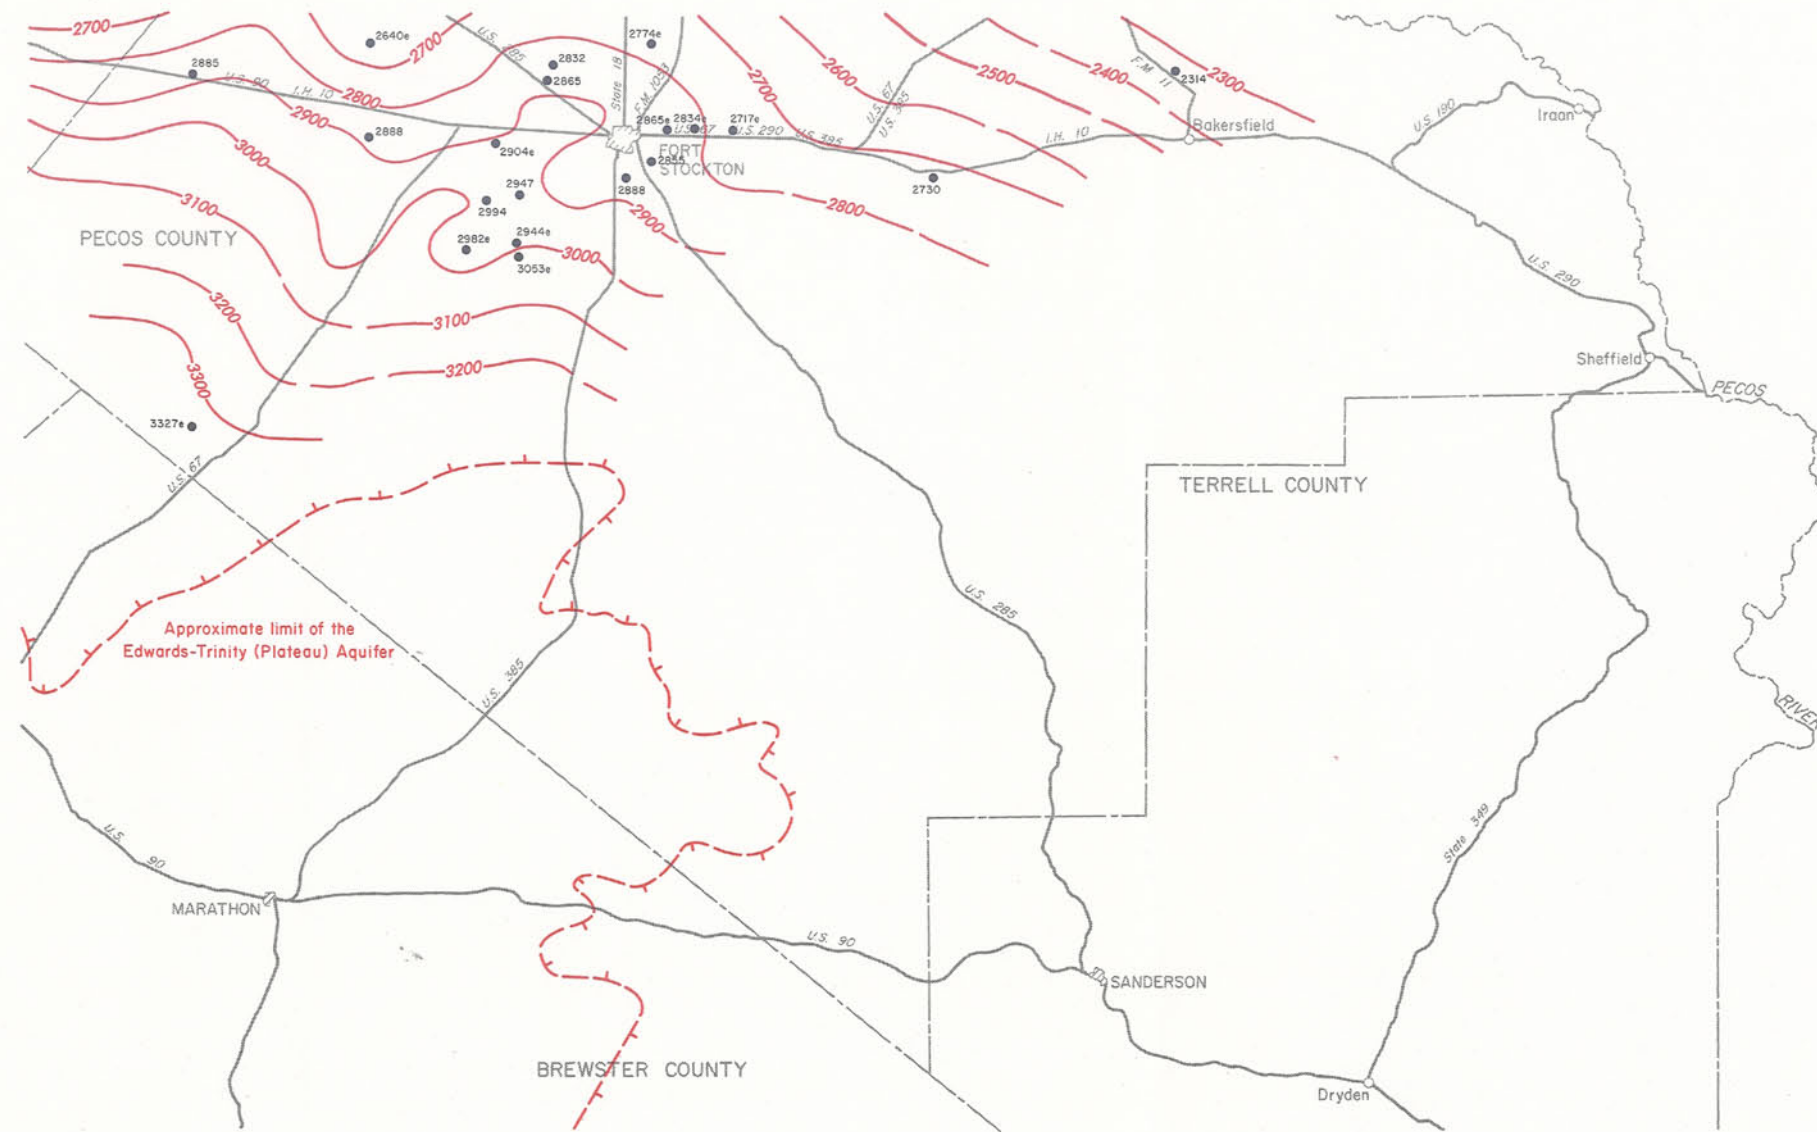 2700
2640e
2700
U.S. 285
2774e
2832
2865
2885
U.S. 90
I.H. 10
2800
2900
2888
State 18
F.M. 1053
2700
2600
2500
2400
2300
F.M. 11
2314
U.S. 67
U.S. 385
U.S. 190
Iraan
2865e
2834e
2717e
U.S. 67
U.S. 290
U.S. 385
I.H. 10
Bakersfield
2904e
FORT
STOCKTON
2855
2888
2730
3000
3100
2947
2994
2900
2800
PECOS COUNTY
2982e
2944e
3053e
3000
U.S. 290
3200
3100
3300
3200
Sheffield
PECOS
3327e
U.S. 67
TERRELL COUNTY
U.S. 285
Approximate limit of the
Edwards-Trinity (Plateau) Aquifer
U.S. 385
RIVER
U.S.
90
State 349
MARATHON
U.S. 90
SANDERSON
BREWSTER COUNTY
Dryden